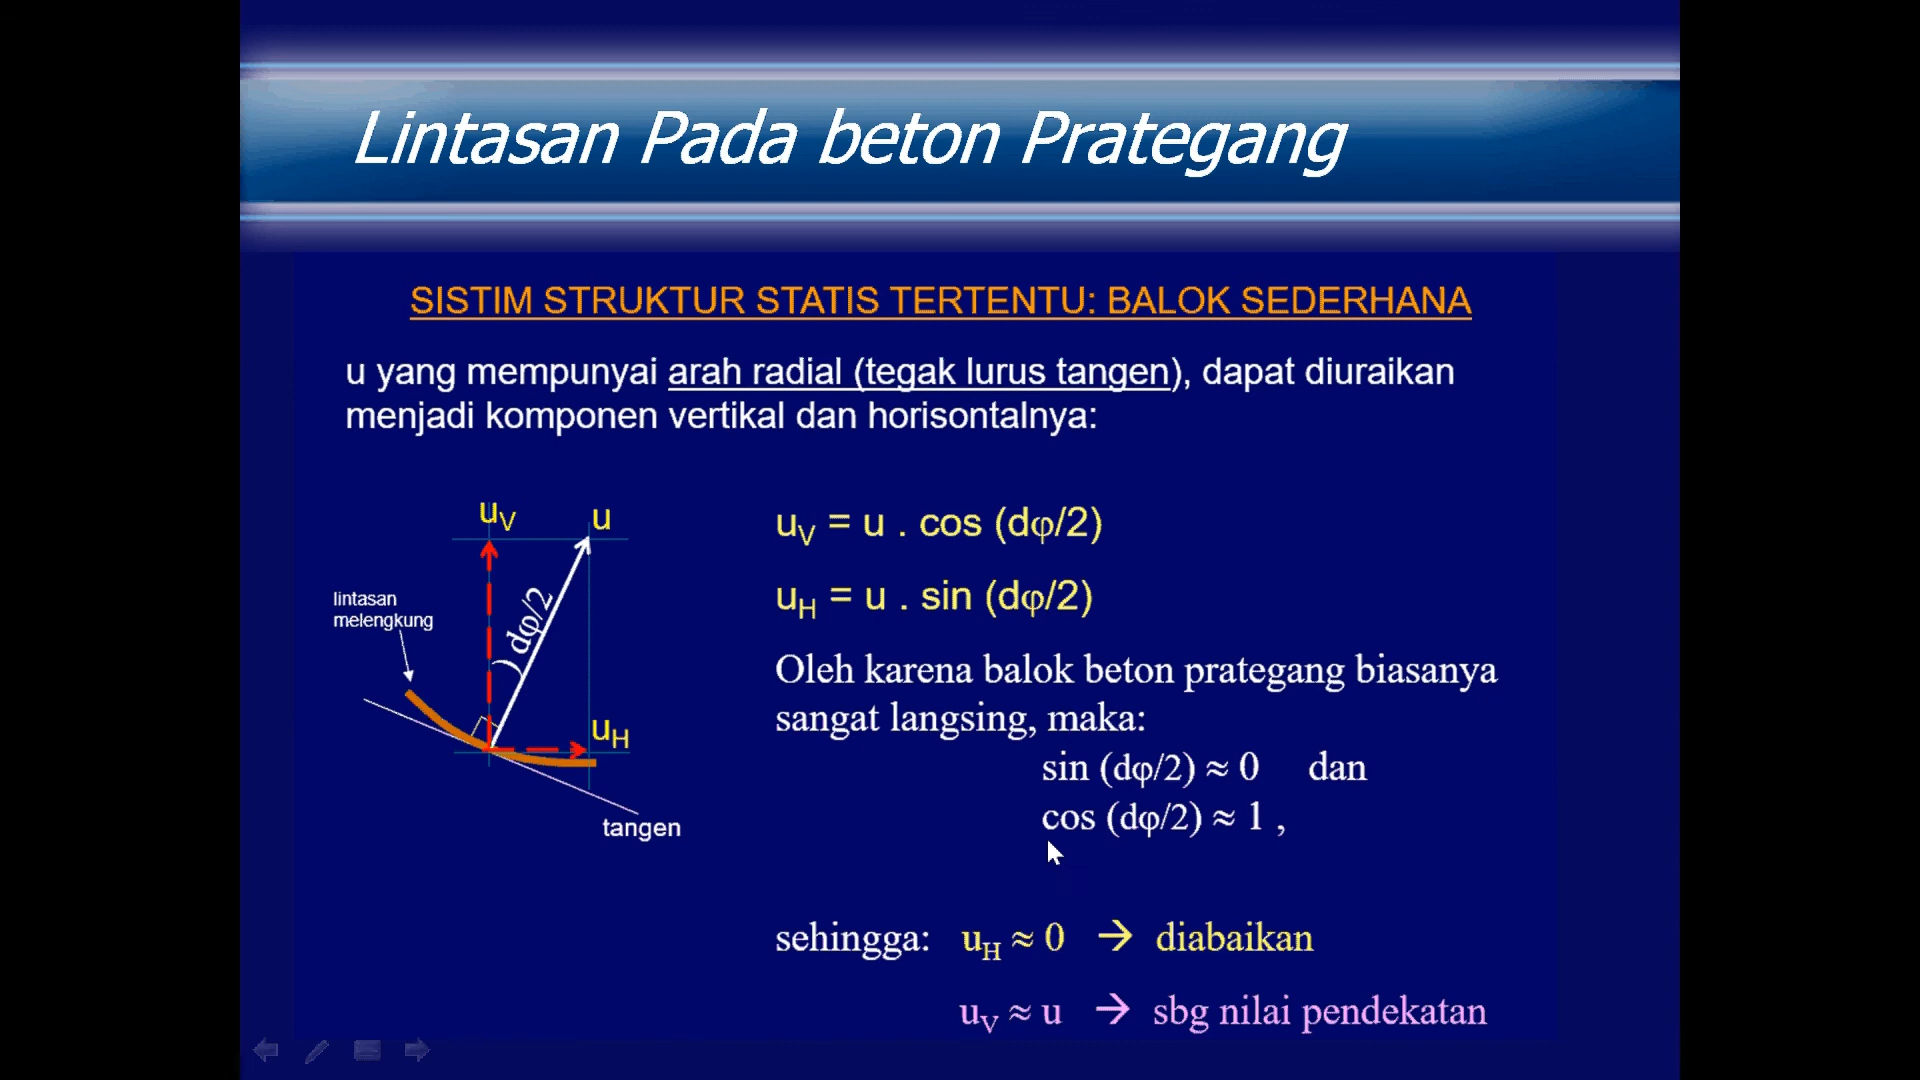 Lintasan Pada beton Prategang
SISTIM STRUKTUR STATIS TERTENTU: BALOK SEDERHANA
u yang mempunyai arah radial (tegak lurus tangen), dapat diuraikan
menjadi komponen vertikal dan horisontalnya:
uV
u
dφ/2
lintasan
melengkung
uH
tangen
uV = u . cos (dφ/2)
uH = u . sin (dφ/2)
Oleh karena balok beton prategang biasanya
sangat langsing, maka:
sin (dφ/2) ≈ 0 dan
cos (dφ/2) ≈ 1 ,
sehingga: uH ≈ 0 → diabaikan
uV ≈ u → sbg nilai pendekatan